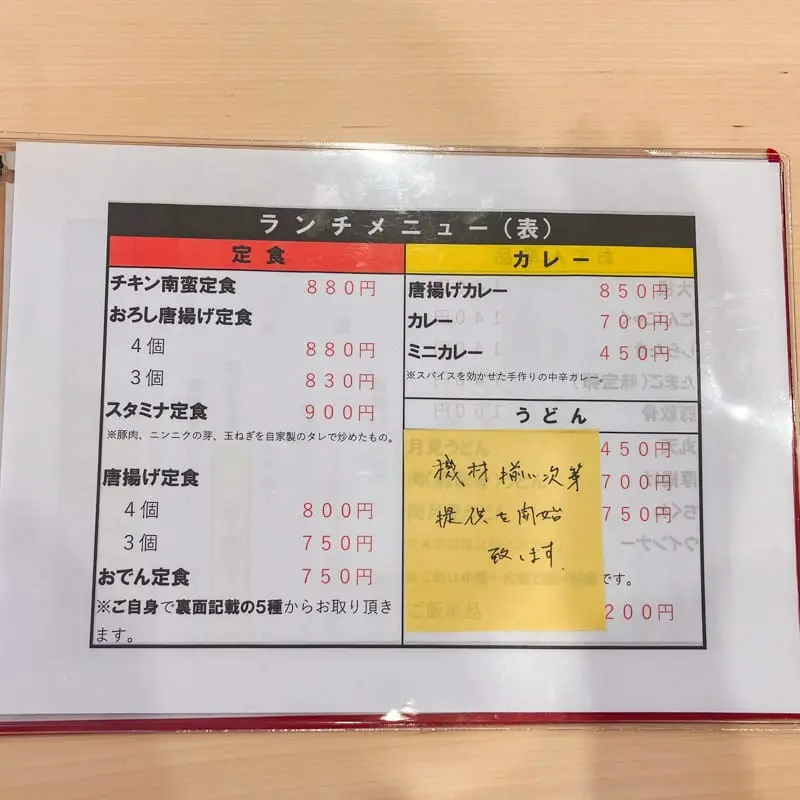 ランチメニュー(表)
定食
チキン南蛮定食 880円
おろし唐揚げ定食
4個 880円
3個 830円
スタミナ定食 900円
※豚肉、ニンニクの芽、玉ねぎを自家製のタレで炒めたもの。
唐揚げ定食
4個 800円
3個 750円
おでん定食 750円
※ご自身で裏面記載の5種からお取り頂き
ます。
カレー
唐揚げカレー 850円
カレー 700円
ミニカレー 450円
※スパイスを効かせた手作りの中辛カレー。
うどん
月見うどん 450円
700円
750円
です。
200円
機材揃い次第
提供を開始
致します.